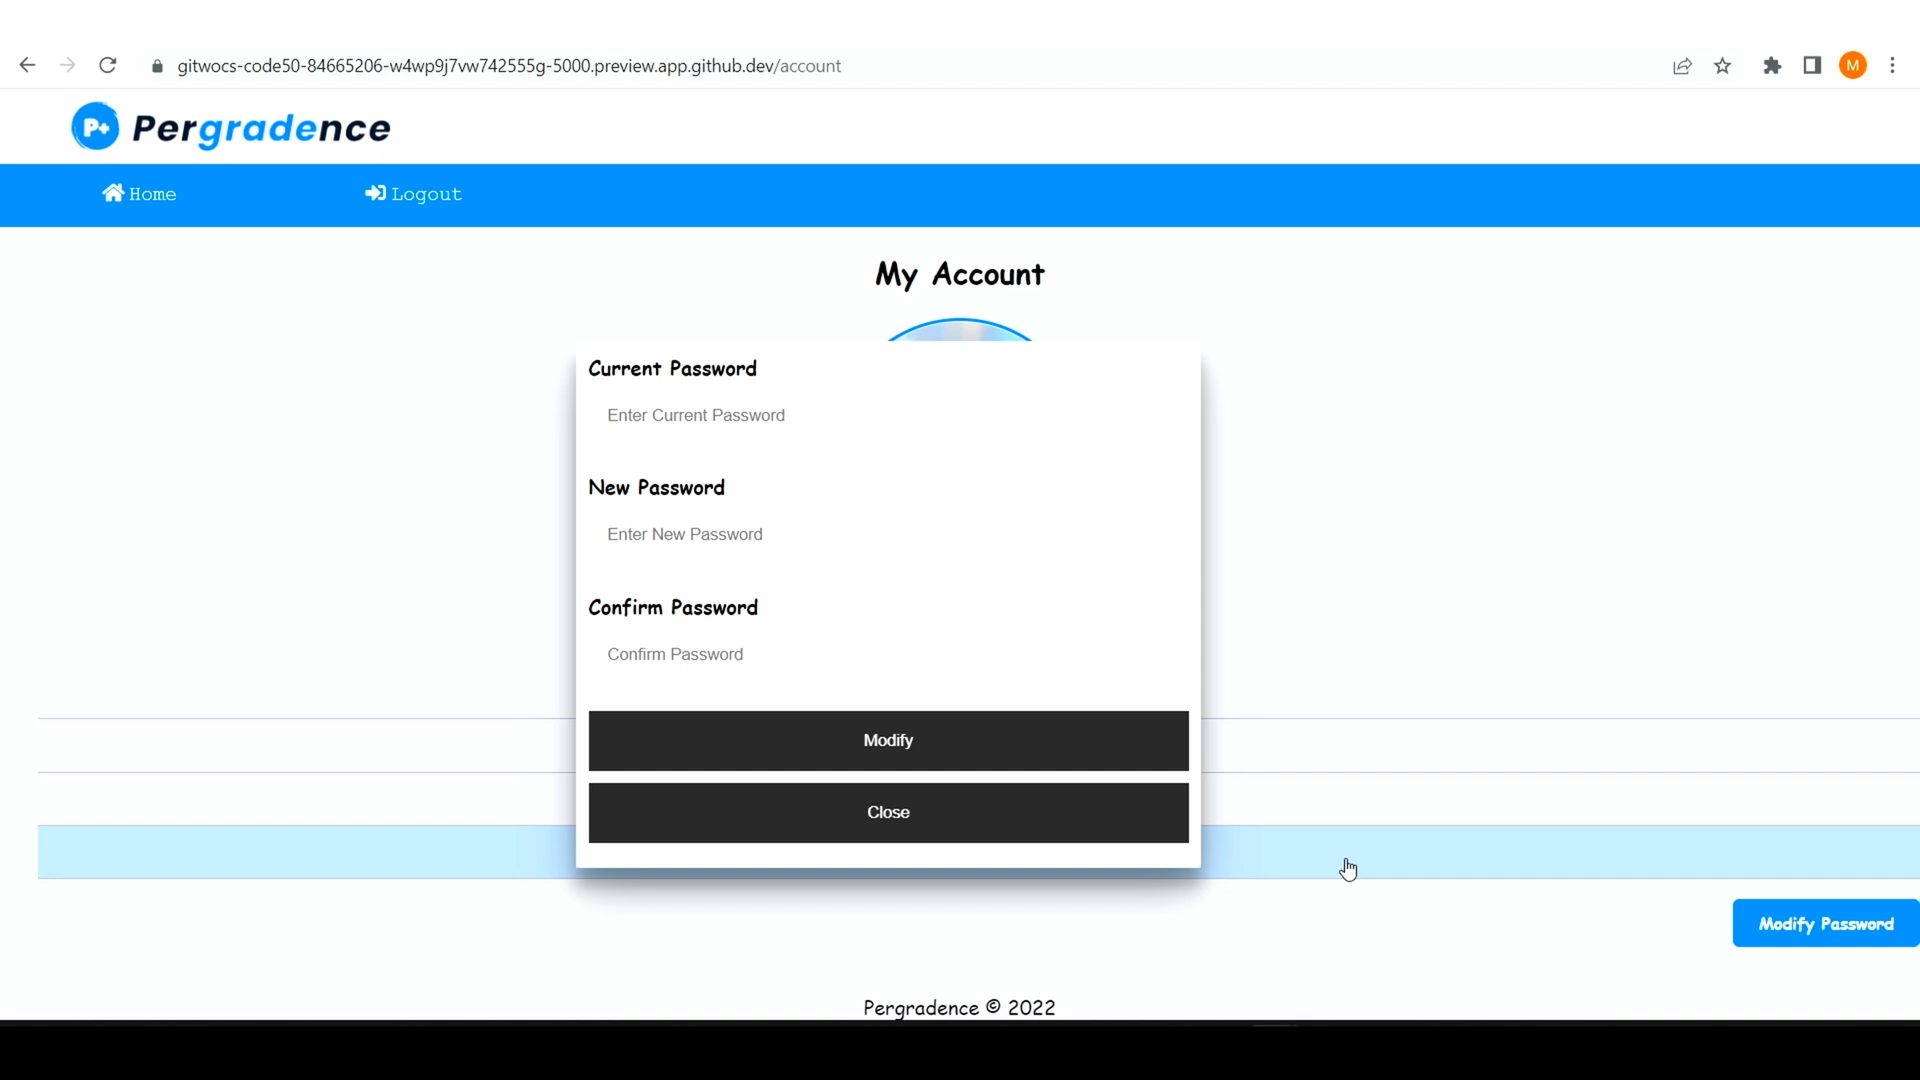 gitwocs-code50-84665206-w4wp9j7vw742555g-5000.preview.app.github.dev/account
M
P+ Pergradence
Home Logout
My Account
Current Password
Enter Current Password
New Password
Enter New Password
Confirm Password
Confirm Password
Modify
Close
Modify Password
Pergradence © 2022